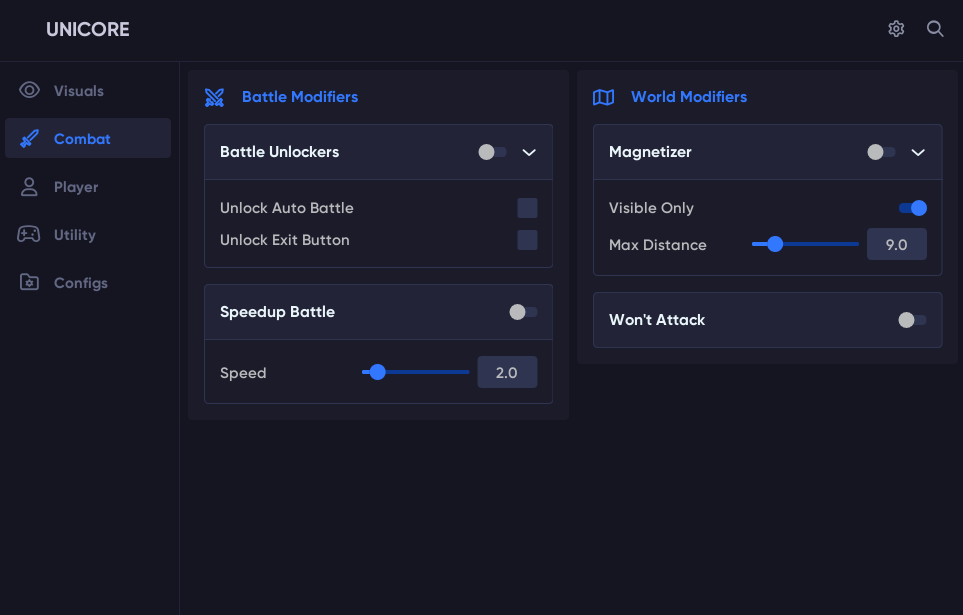 UNICORE
Visuals
Combat
Player
Utility
Configs
Battle Modifiers
Battle Unlockers
Unlock Auto Battle
Unlock Exit Button
Speedup Battle
Speed 2.0
World Modifiers
Magnetizer
Visible Only
Max Distance 9.0
Won't Attack